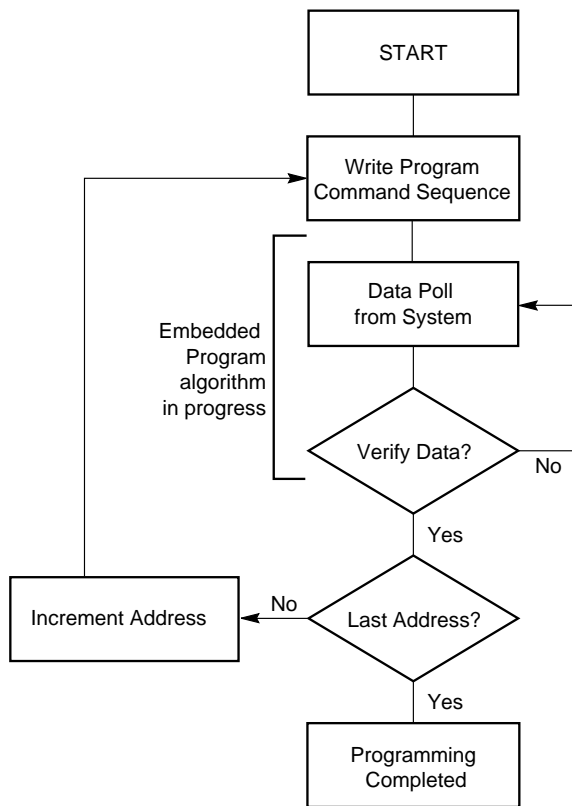 START
Write Program
Command Sequence
Data Poll
from System
Embedded
Program
algorithm
in progress
Verify Data?
No
Yes
Increment Address
No
Last Address?
Yes
Programming
Completed